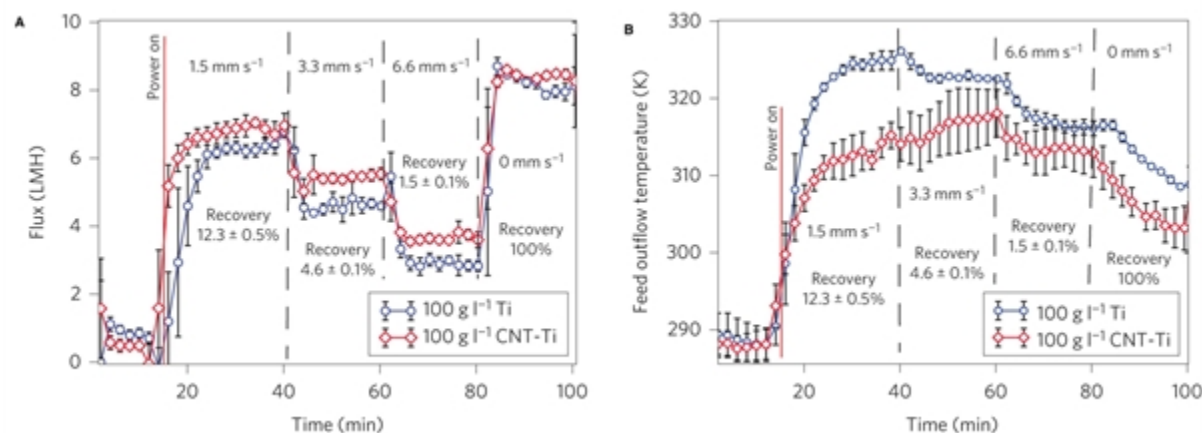 A
10
8
6
4
2
0
Flux (LMH)
Power on
1.5 mm s⁻¹
3.3 mm s⁻¹
6.6 mm s⁻¹
0 mm s⁻¹
Recovery
12.3 ± 0.5%
Recovery
4.6 ± 0.1%
Recovery
1.5 ± 0.1%
Recovery
100%
100 g l⁻¹ Ti
100 g l⁻¹ CNT-Ti
20
40
60
80
100
Time (min)
B
330
320
310
300
290
Feed outflow temperature (K)
Power on
1.5 mm s⁻¹
3.3 mm s⁻¹
6.6 mm s⁻¹
0 mm s⁻¹
Recovery
12.3 ± 0.5%
Recovery
4.6 ± 0.1%
Recovery
1.5 ± 0.1%
Recovery
100%
100 g l⁻¹ Ti
100 g l⁻¹ CNT-Ti
20
40
60
80
100
Time (min)